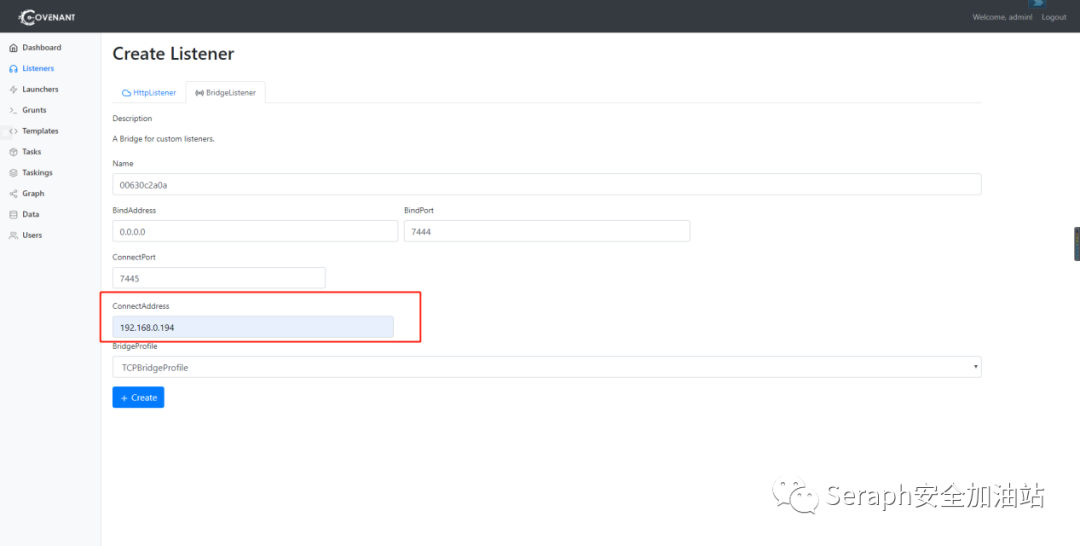 COVENANT
Welcome, admin! Logout
Dashboard
Listeners
Launchers
Grunts
Templates
Tasks
Taskings
Graph
Data
Users
Create Listener
HttpListener BridgeListener
Description
A Bridge for custom listeners.
Name
00630c2a0a
BindAddress BindPort
0.0.0.0 7444
ConnectPort
7445
ConnectAddress
192.168.0.194
BridgeProfile
TCPBridgeProfile
+ Create
Seraph安全加油站